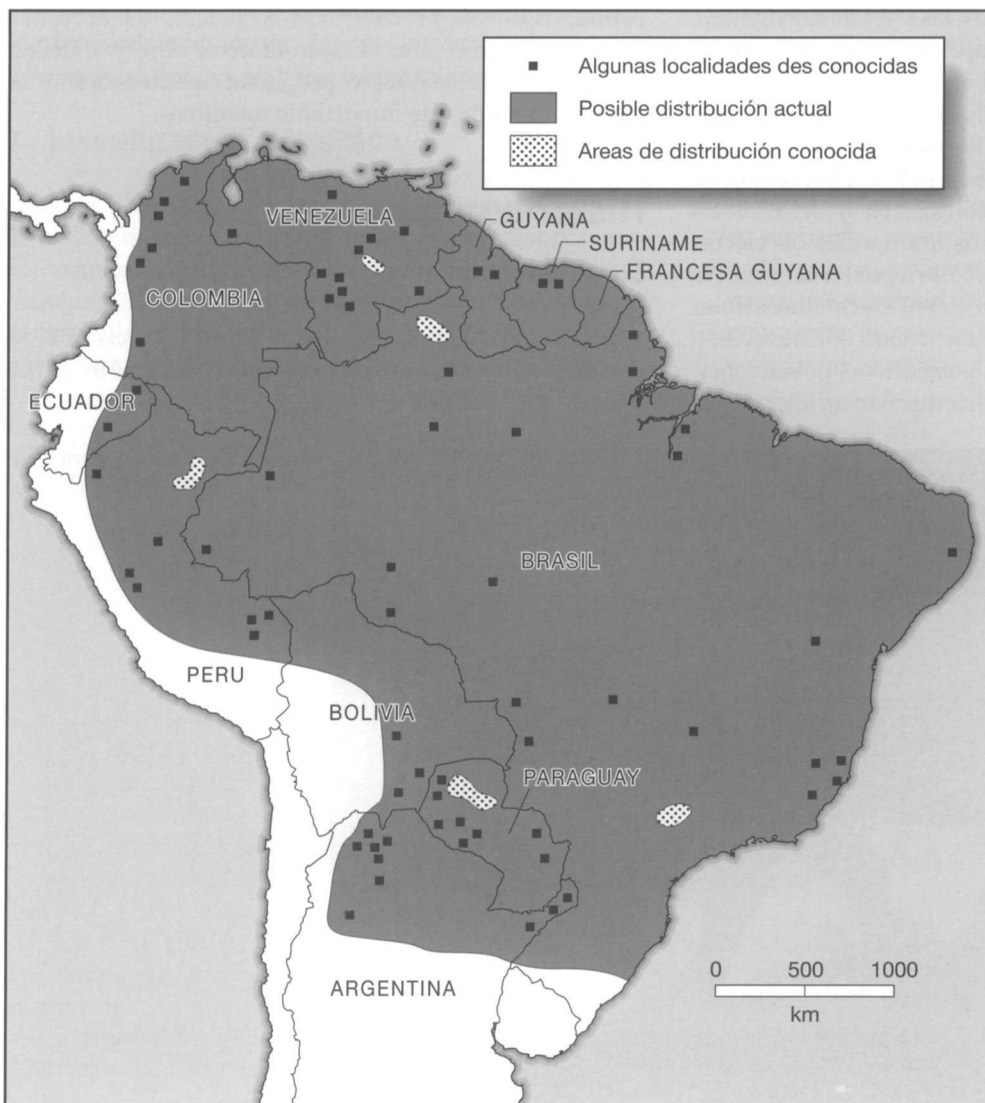 Algunas localidades des conocidas
Posible distribución actual
Areas de distribución conocida
VENEZUELA
GUYANA
SURINAME
FRANCESA GUYANA
COLOMBIA
ECUADOR
BRASIL
PERU
BOLIVIA
PARAGUAY
ARGENTINA
0 500 1000
km